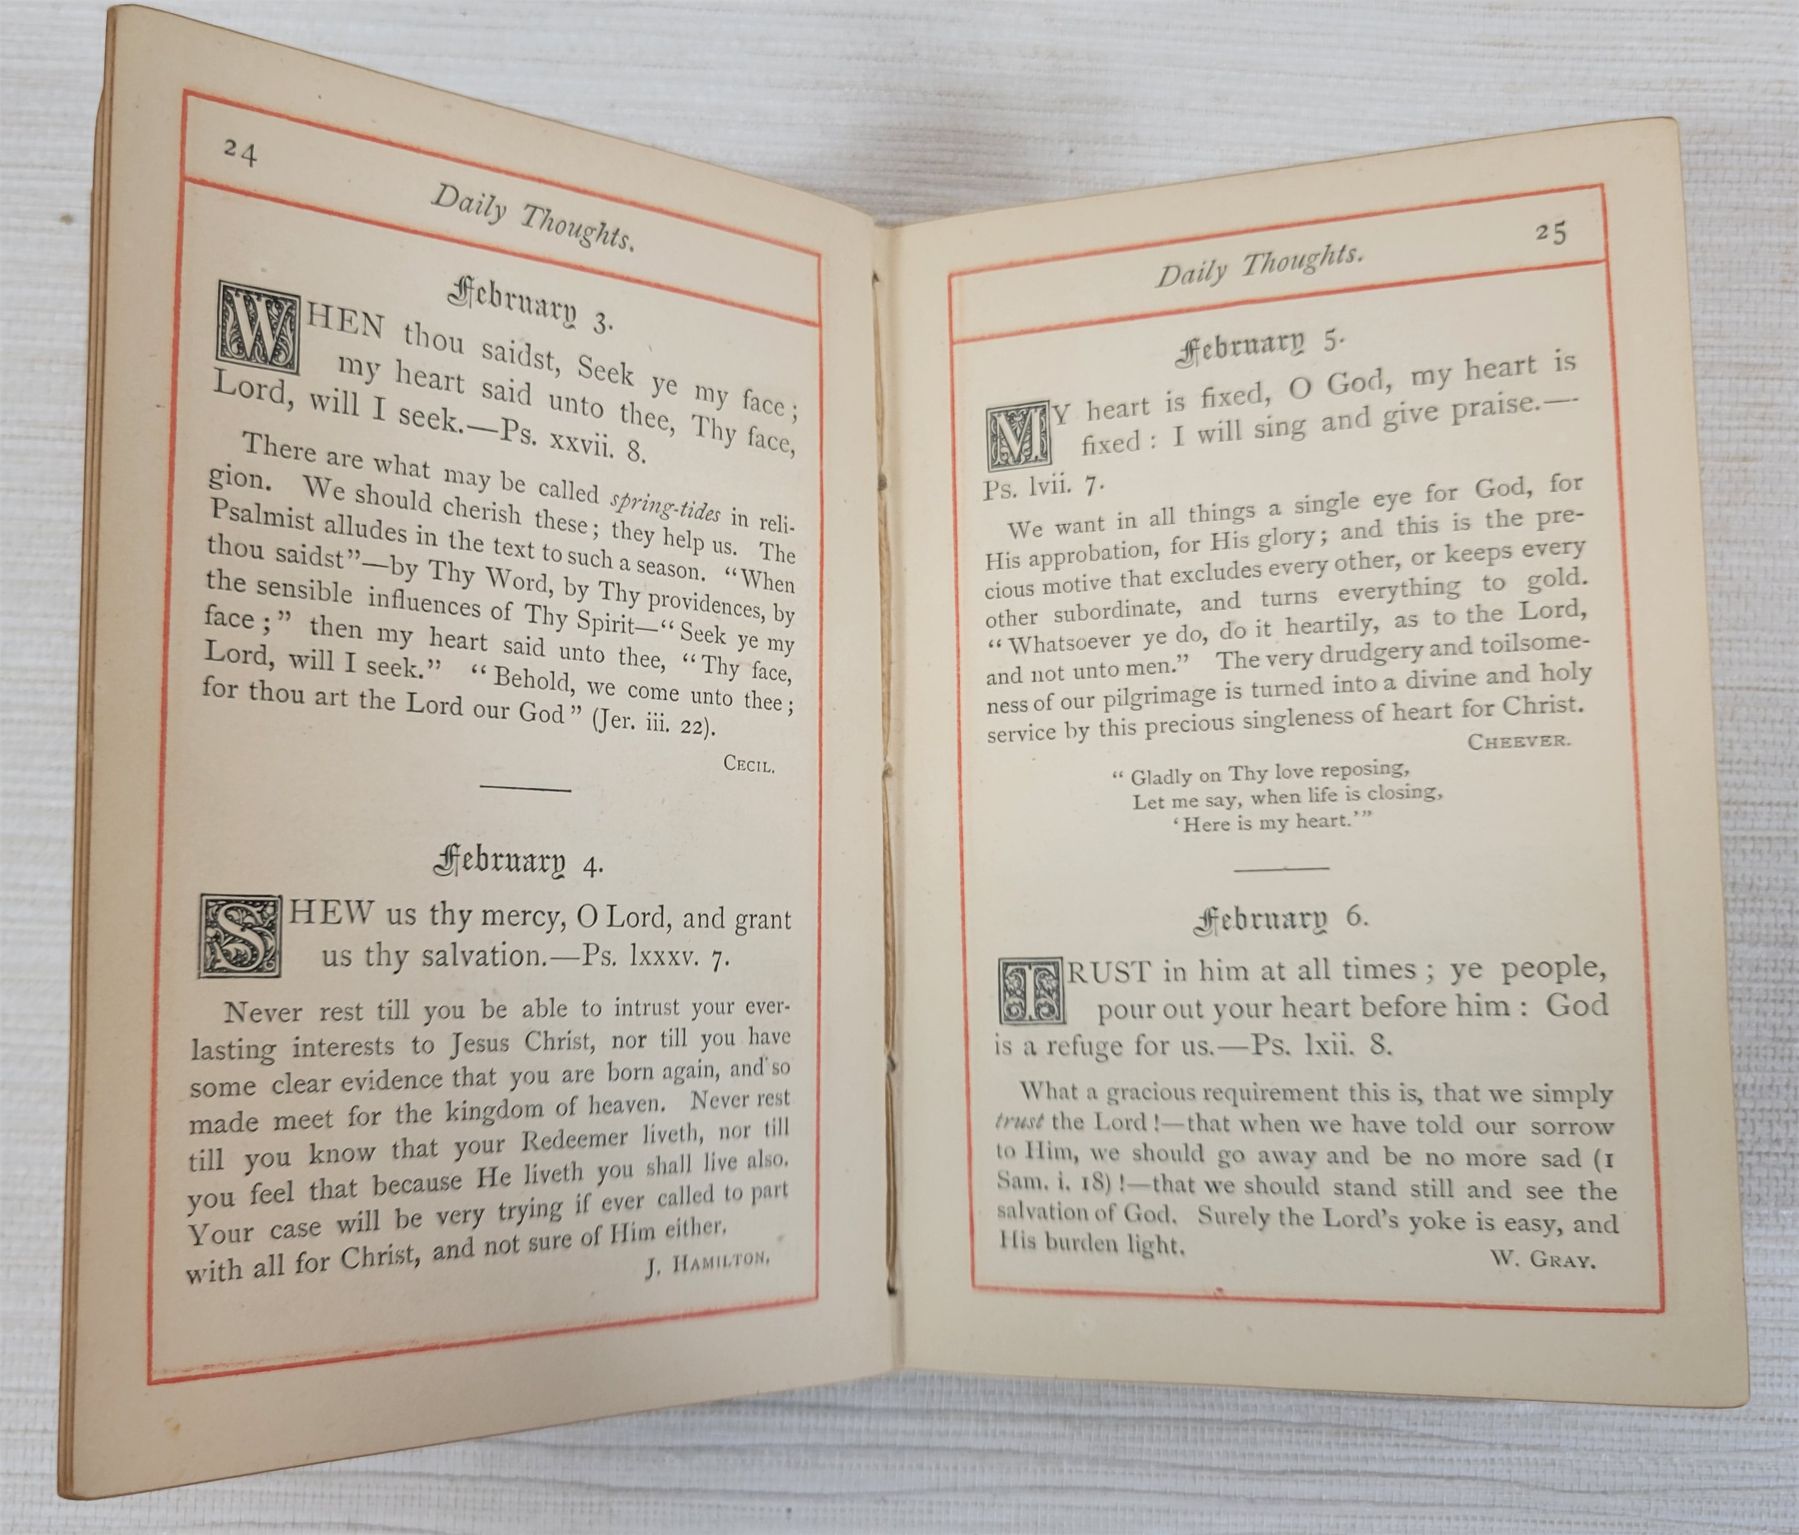 24
Daily Thoughts.
February 3.
WHEN thou saidst, Seek ye my face;
my heart said unto thee, Thy face,
Lord, will I seek.—Ps. xxvii. 8.
There are what may be called spring-tides in reli-
gion. We should cherish these; they help us. The
Psalmist alludes in the text to such a season. "When
thou saidst"—by Thy Word, by Thy providences, by
the sensible influences of Thy Spirit—"Seek ye my
face;" then my heart said unto thee, "Thy face,
Lord, will I seek." "Behold, we come unto thee;
for thou art the Lord our God" (Jer. iii. 22).
CECIL.
February 4.
SHEW us thy mercy, O Lord, and grant
us thy salvation.—Ps. lxxxv. 7.
Never rest till you be able to intrust your ever-
lasting interests to Jesus Christ, nor till you have
some clear evidence that you are born again, and so
made meet for the kingdom of heaven. Never rest
till you know that your Redeemer liveth, nor till
you feel that because He liveth you shall live also.
Your case will be very trying if ever called to part
with all for Christ, and not sure of Him either.
J. HAMILTON.
Daily Thoughts.
25
February 5.
MY heart is fixed, O God, my heart is
fixed: I will sing and give praise.—
Ps. lvii. 7.
We want in all things a single eye for God, for
His approbation, for His glory; and this is the pre-
cious motive that excludes every other, or keeps every
other subordinate, and turns everything to gold.
"Whatsoever ye do, do it heartily, as to the Lord,
and not unto men." The very drudgery and toilsome-
ness of our pilgrimage is turned into a divine and holy
service by this precious singleness of heart for Christ.
CHEEVER.
"Gladly on Thy love reposing,
Let me say, when life is closing,
'Here is my heart.'"
February 6.
TRUST in him at all times; ye people,
pour out your heart before him: God
is a refuge for us.—Ps. lxii. 8.
What a gracious requirement this is, that we simply
trust the Lord!—that when we have told our sorrow
to Him, we should go away and be no more sad (1
Sam. i. 18)!—that we should stand still and see the
salvation of God. Surely the Lord's yoke is easy, and
His burden light.
W. GRAY.